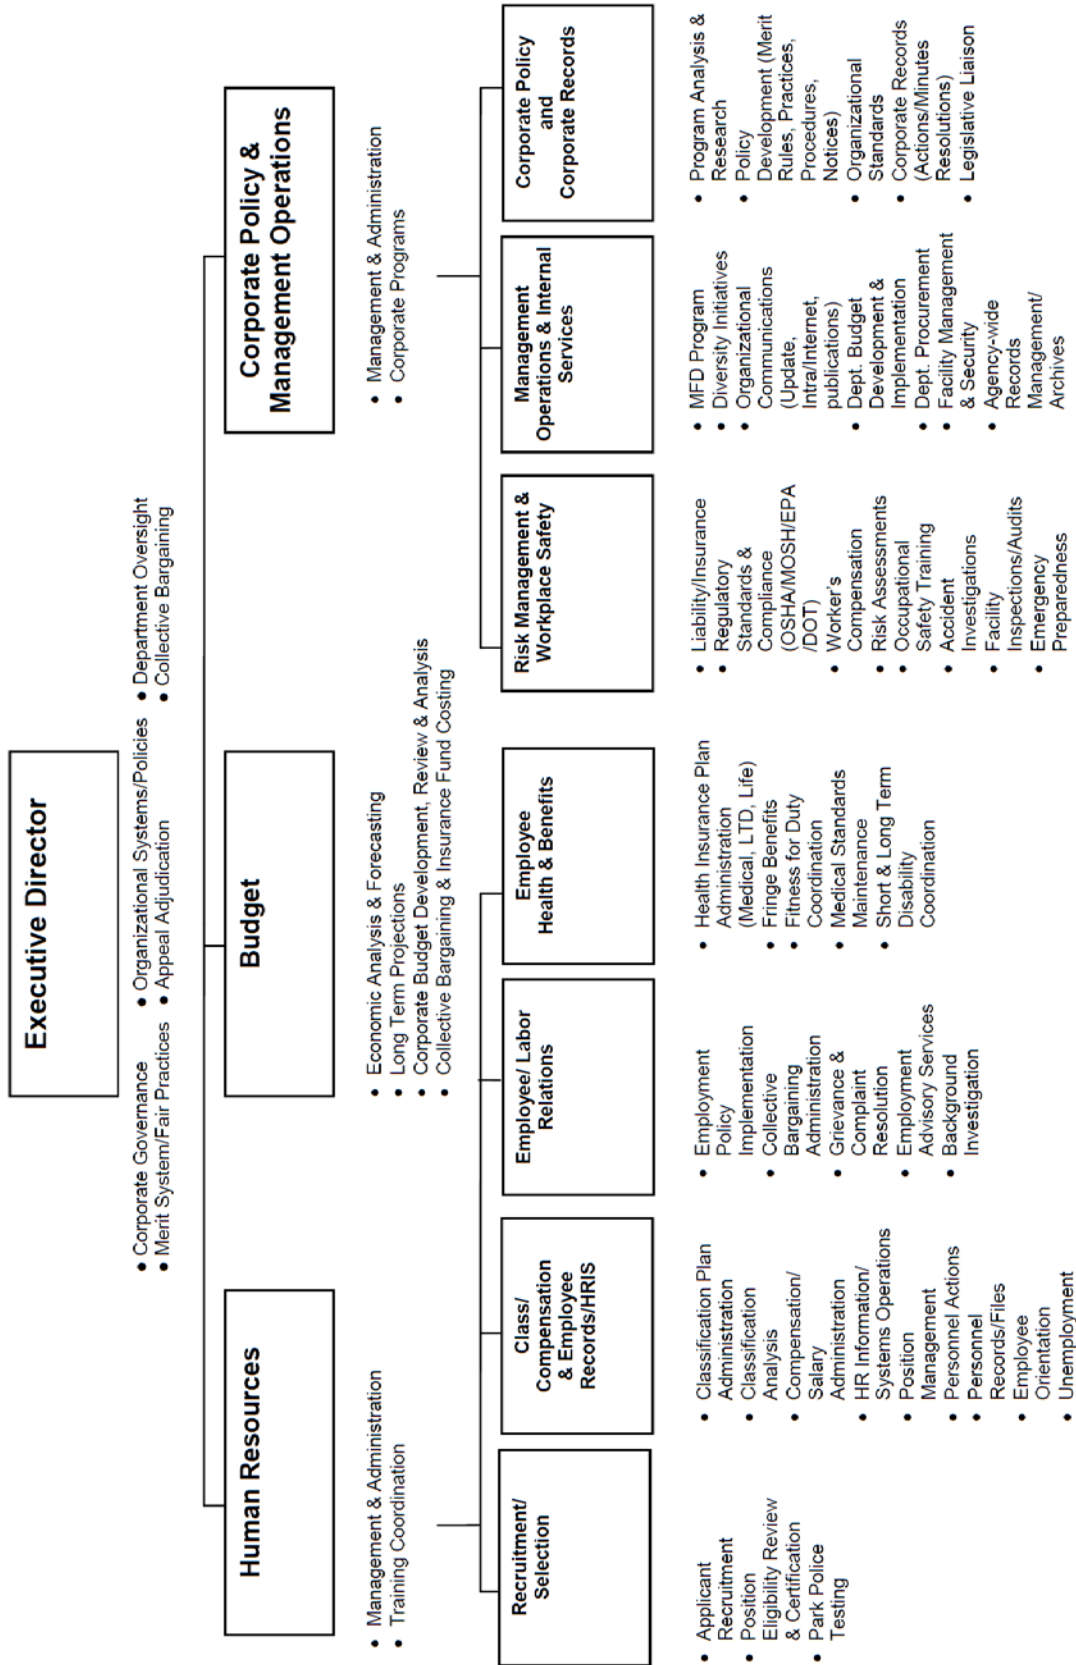 Executive Director
● Corporate Governance
● Merit System/Fair Practices
● Organizational Systems/Policies
● Appeal Adjudication
● Department Oversight
● Collective Bargaining
Human Resources
● Management & Administration
● Training Coordination
Budget
● Economic Analysis & Forecasting
● Long Term Projections
● Corporate Budget Development, Review & Analysis
● Collective Bargaining & Insurance Fund Costing
Corporate Policy &
Management Operations
● Management & Administration
● Corporate Programs
Recruitment/
Selection
● Applicant
Recruitment
● Position
Eligibility Review
& Certification
● Park Police
Testing
Class/
Compensation
& Employee
Records/HRIS
● Classification Plan
Administration
● Classification
Analysis
● Compensation/
Salary
Administration
● HR Information/
Systems Operations
● Position
Management
● Personnel Actions
● Personnel
Records/Files
● Employee
Orientation
● Unemployment
Employee/ Labor
Relations
● Employment
Policy
Implementation
● Collective
Bargaining
Administration
● Grievance &
Complaint
Resolution
● Employment
Advisory Services
● Background
Investigation
Employee
Health & Benefits
● Health Insurance Plan
Administration
(Medical, LTD, Life)
● Fringe Benefits
● Fitness for Duty
Coordination
● Medical Standards
Maintenance
● Short & Long Term
Disability
Coordination
Risk Management &
Workplace Safety
● Liability/Insurance
● Regulatory
Standards &
Compliance
(OSHA/MOSH/EPA
/DOT)
● Worker's
Compensation
● Risk Assessments
● Occupational
Safety Training
● Accident
Investigations
● Facility
Inspections/Audits
● Emergency
Preparedness
Management
Operations & Internal
Services
● MFD Program
● Diversity Initiatives
● Organizational
Communications
(Update,
Intra/Internet,
publications)
● Dept. Budget
Development &
Implementation
● Dept. Procurement
● Facility Management
& Security
● Agency-wide
Records
Management/
Archives
Corporate Policy
and
Corporate Records
● Program Analysis &
Research
● Policy
Development (Merit
Rules, Practices,
Procedures,
Notices)
● Organizational
Standards
● Corporate Records
(Actions/Minutes
Resolutions)
● Legislative Liaison